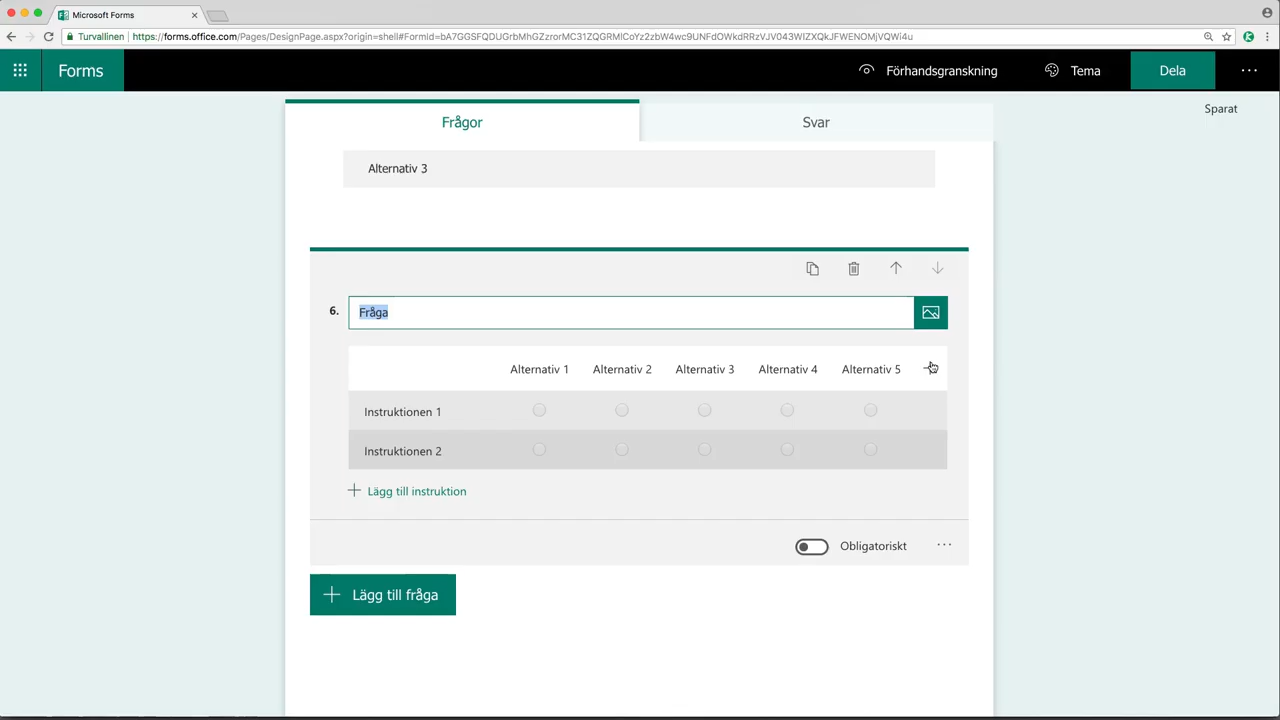 Microsoft Forms
Turvallinen https://forms.office.com/Pages/DesignPage.aspx?origin=shell#FormId=bA7GGSFQDUGrbMhGZzrorMC31ZQGRMlCoYz2zbW4wc9UNFdOWkdRRzVJV043WIZXQkJFWENOMjVQWi4u
Forms
Förhandsgranskning
Tema
Dela
Sparat
Frågor
Svar
Alternativ 3
6. Fråga
Alternativ 1 Alternativ 2 Alternativ 3 Alternativ 4 Alternativ 5
Instruktionen 1
Instruktionen 2
Lägg till instruktion
Obligatoriskt
Lägg till fråga